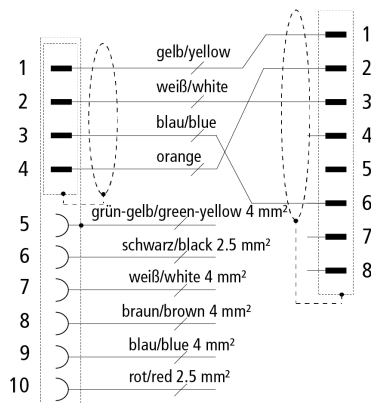 gelb/yellow
1
weiß/white
2
blau/blue
3
orange
4
grün-gelb/green-yellow 4 mm²
5
schwarz/black 2.5 mm²
6
weiß/white 4 mm²
7
braun/brown 4 mm²
8
blau/blue 4 mm²
9
rot/red 2.5 mm²
10
1
2
3
4
5
6
7
8